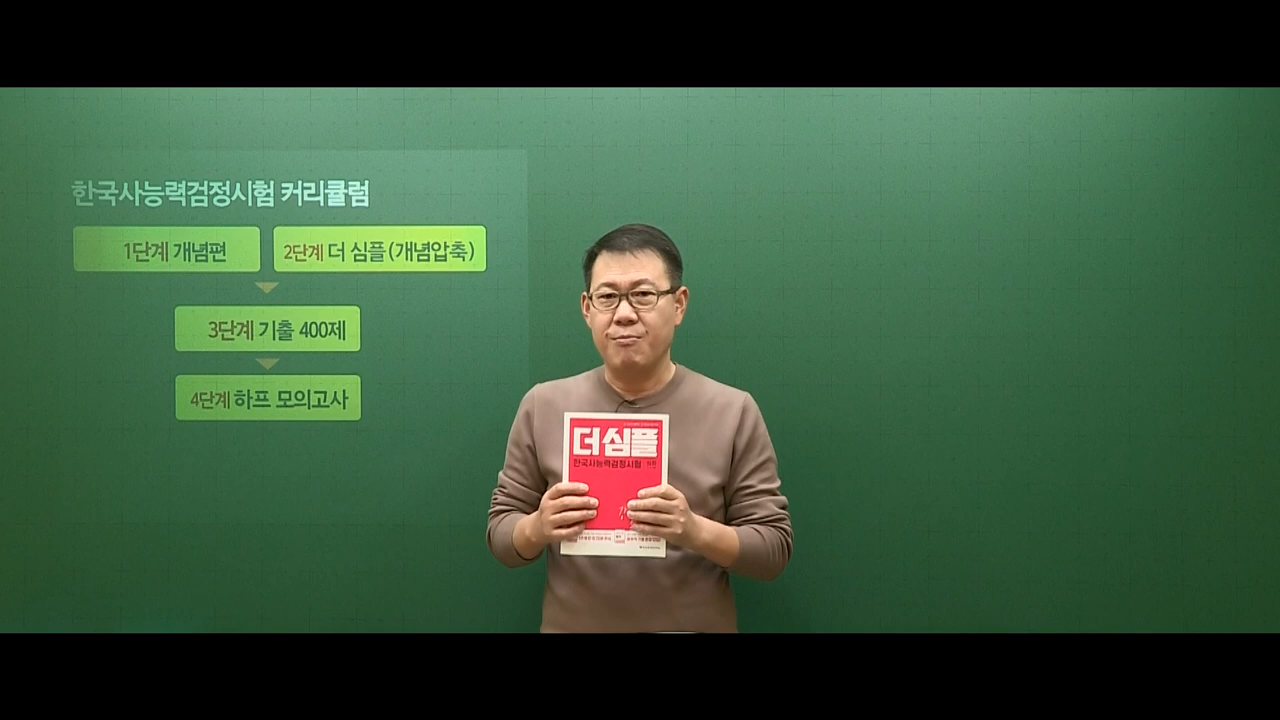 한국사능력검정시험 커리큘럼
1단계 개념편
2단계 더 심플(개념압축)
3단계 기출 400제
4단계 하프 모의고사
더 심플
한국사능력검정시험